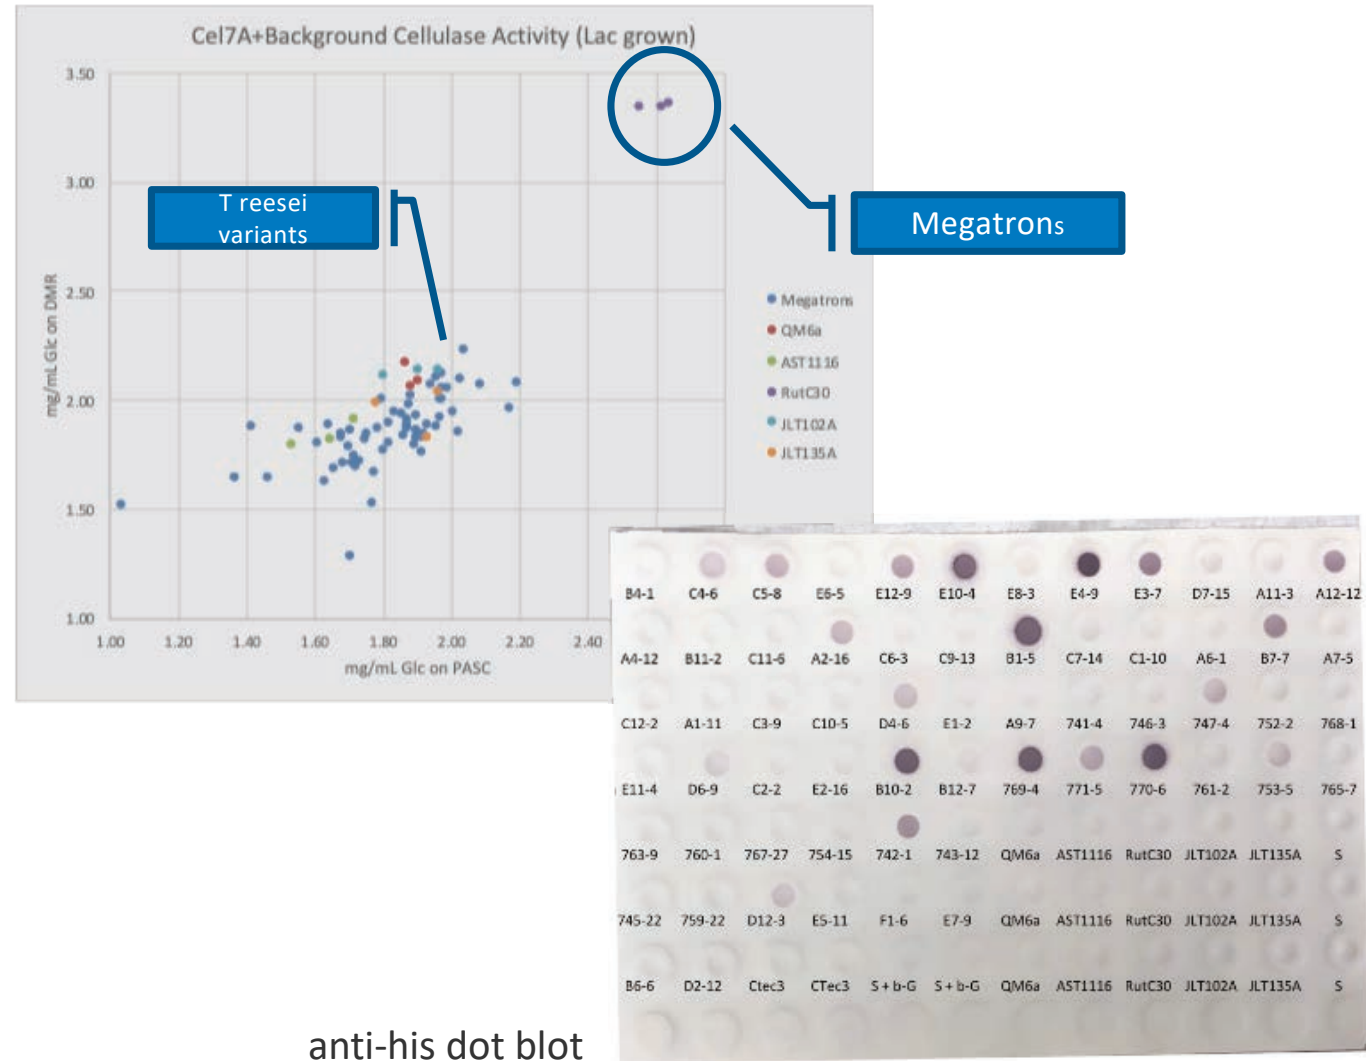 Cel7A+Background Cellulase Activity (Lac grown)
3.50
3.00
2.50
2.00
1.50
1.00
mg/mL Glc on DMR
1.00 1.20 1.40 1.60 1.80 2.00 2.20 2.40
mg/mL Glc on PASC
T reesei
variants
Megatrons
Megatrons
QM6a
AST1116
RutC30
JLT102A
JLT135A
B4-1 C4-6 C5-8 E6-5 E12-9 E10-4 E8-3 E4-9 E3-7 D7-15 A11-3 A12-12
A4-12 B11-2 C11-6 A2-16 C6-3 C9-13 B1-5 C7-14 C1-10 A6-1 B7-7 A7-5
C12-2 A1-11 C3-9 C10-5 D4-6 E1-2 A9-7 741-4 746-3 747-4 752-2 768-1
E11-4 D6-9 C2-2 E2-16 B10-2 B12-7 769-4 771-5 770-6 761-2 753-5 765-7
763-9 760-1 767-27 754-15 742-1 743-12 QM6a AST1116 RutC30 JLT102A JLT135A S
745-22 759-22 D12-3 E5-11 F1-6 E7-9 QM6a AST1116 RutC30 JLT102A JLT135A S
B6-6 D2-12 Ctec3 CTec3 S + b-G S + b-G QM6a AST1116 RutC30 JLT102A JLT135A S
anti-his dot blot